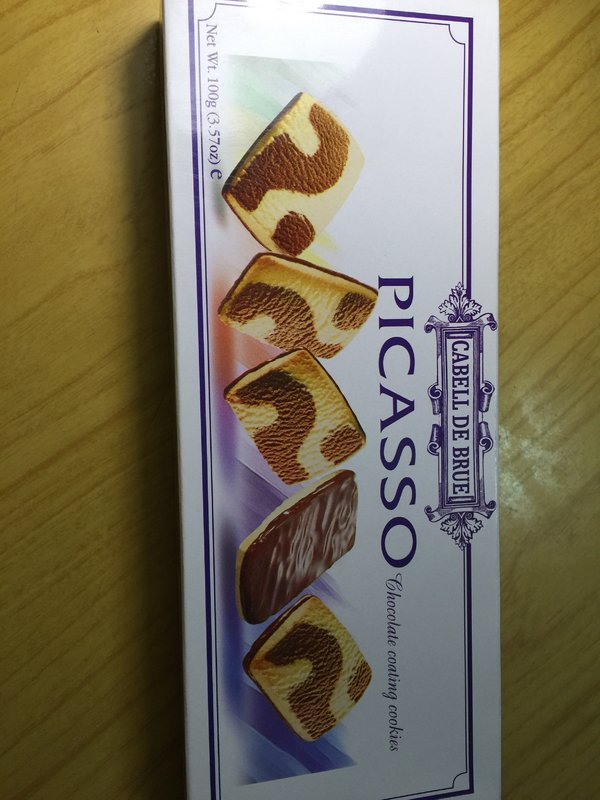 CABELL DE BRUE
PICASSO
Chocolate coating cookies
Net Wt. 100g (3.57oz) e